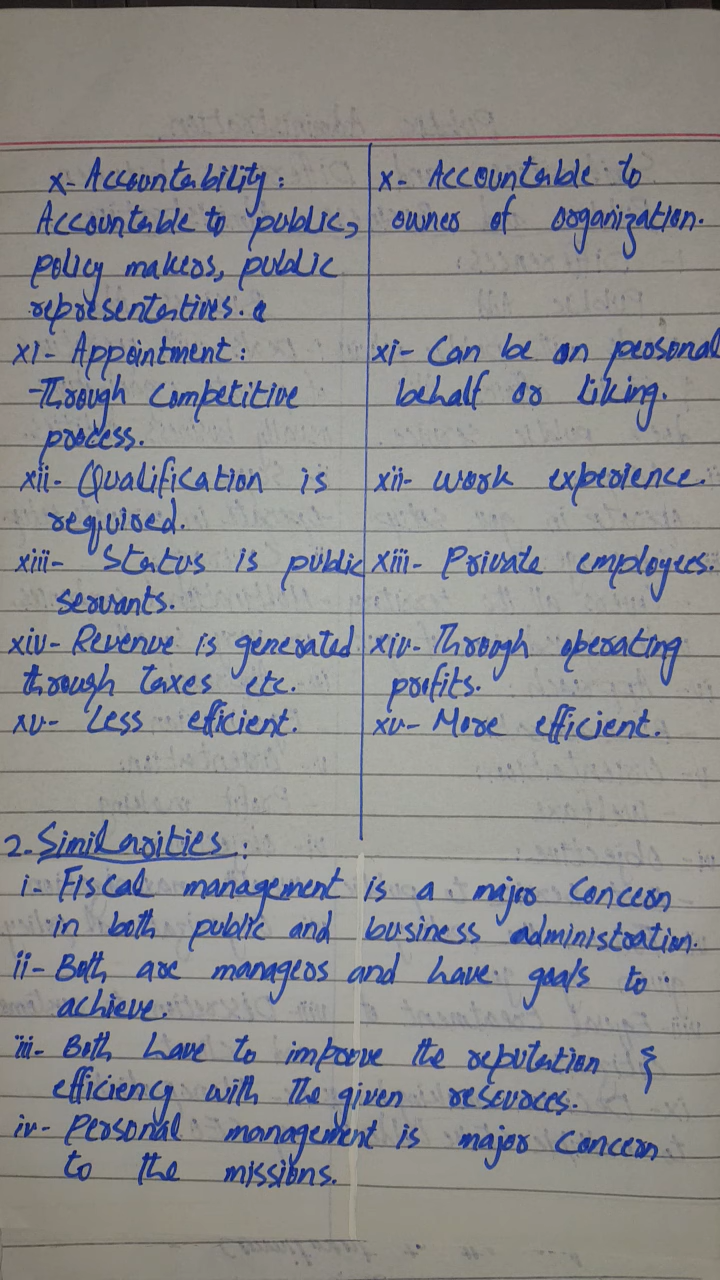 x- Accountability:
Accountable to public,
policy makers, public
representatives.
xi- Appointment:
-Through Competitive
process.
xii- Qualification is
required.
xiii- Status is public
servants.
xiv- Revenue is generated
through taxes etc.
xv- Less efficient.
x- Accountable to
owner of organization.
xi- Can be on personal
behalf or liking.
xii- work experience.
xiii- Private employees.
xiv- Through operating
profits.
xv- More efficient.
2. Similarities:
i- Fiscal management is a major Concern
in both public and business administration.
ii- Both are managers and have goals to
achieve.
iii- Both have to improve the reputation &
efficiency with the given resources.
iv- Personal management is major Concern
to the missions.